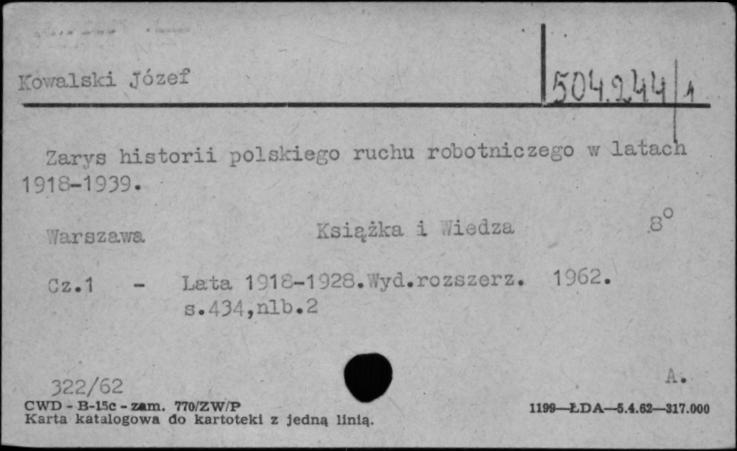 Kowalski Józef
504.244/1
Zarys historii polskiego ruchu robotniczego w latach
1918-1939.
Warszawa Książka i Wiedza 8°
Cz.1 - Lata 1918-1928.Wyd.rozszerz. 1962.
s.434,nlb.2
322/62 A.
CWD - B-15c - zam. 770/ZW/P 1199—ŁDA—5.4.62—317.000
Karta katalogowa do kartoteki z jedną linią.